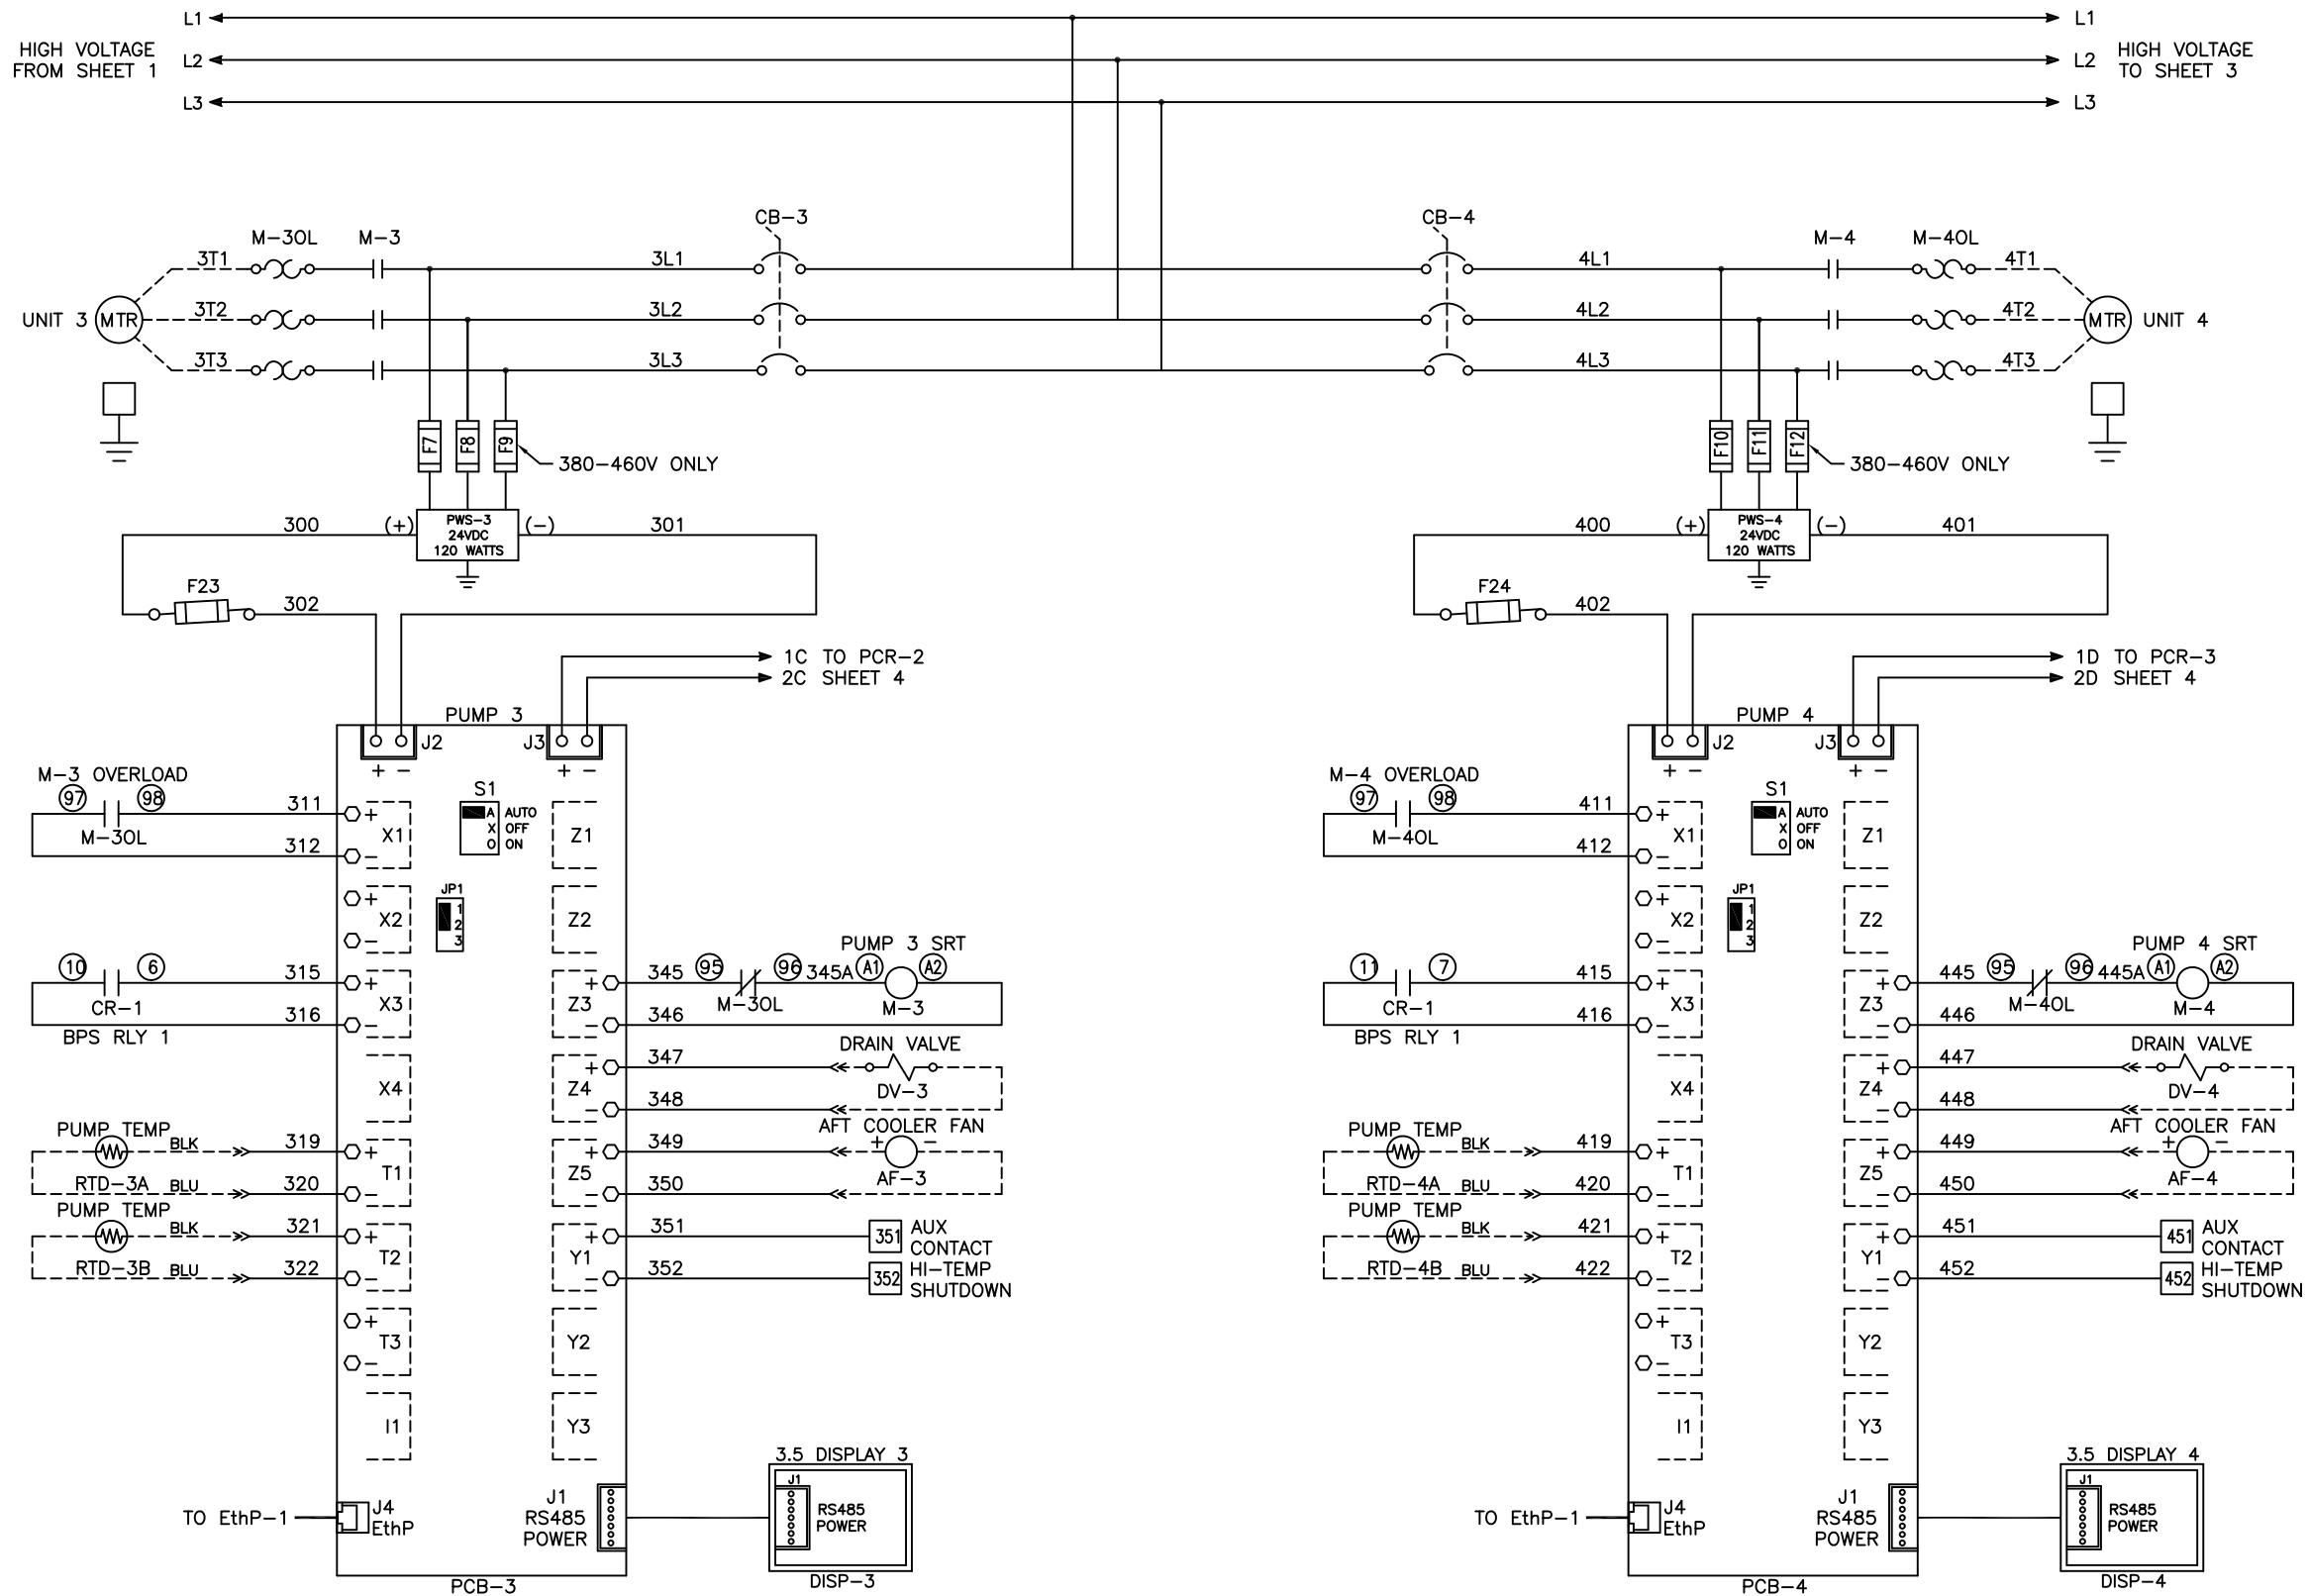 L1
L1
HIGH VOLTAGE
FROM SHEET 1
L2
L2
HIGH VOLTAGE
TO SHEET 3
L3
L3
CB-3
CB-4
M-3OL
M-3
M-4
M-4OL
3T1
3L1
4L1
4T1
UNIT 3
MTR
3T2
3L2
4L2
4T2
MTR
UNIT 4
3T3
3L3
4L3
4T3
F7
F8
F9
380-460V ONLY
F10
F11
F12
380-460V ONLY
300
(+)
PWS-3
24VDC
120 WATTS
(-)
301
400
(+)
PWS-4
24VDC
120 WATTS
(-)
401
F23
302
F24
402
1C TO PCR-2
2C SHEET 4
1D TO PCR-3
2D SHEET 4
PUMP 3
J2
J3
+ -
+ -
M-3 OVERLOAD
97
98
311
M-3OL
312
+
X1
-
S1
A AUTO
X OFF
O ON
Z1
+
X2
-
JP1
1
2
3
Z2
10
6
315
CR-1
316
BPS RLY 1
+
X3
-
+
Z3
-
345
95
96
345A
PUMP 3 SRT
A1
A2
M-3OL
M-3
346
X4
+
Z4
-
347
DRAIN VALVE
DV-3
348
PUMP TEMP
BLK
319
RTD-3A
BLU
320
+
T1
-
+
Z5
-
349
AFT COOLER FAN
+ -
AF-3
350
PUMP TEMP
BLK
321
RTD-3B
BLU
322
+
T2
-
+
Y1
-
351
351
AUX
CONTACT
352
352
HI-TEMP
SHUTDOWN
+
T3
-
Y2
I1
Y3
TO EthP-1
J4
EthP
J1
RS485
POWER
3.5 DISPLAY 3
J1
RS485
POWER
DISP-3
PCB-3
PUMP 4
J2
J3
+ -
+ -
M-4 OVERLOAD
97
98
411
M-4OL
412
+
X1
-
S1
A AUTO
X OFF
O ON
Z1
+
X2
-
JP1
1
2
3
Z2
11
7
415
CR-1
416
BPS RLY 1
+
X3
-
+
Z3
-
445
95
96
445A
PUMP 4 SRT
A1
A2
M-4OL
M-4
446
X4
+
Z4
-
447
DRAIN VALVE
DV-4
448
PUMP TEMP
BLK
419
RTD-4A
BLU
420
+
T1
-
+
Z5
-
449
AFT COOLER FAN
+ -
AF-4
450
PUMP TEMP
BLK
421
RTD-4B
BLU
422
+
T2
-
+
Y1
-
451
451
AUX
CONTACT
452
452
HI-TEMP
SHUTDOWN
+
T3
-
Y2
I1
Y3
TO EthP-1
J4
EthP
J1
RS485
POWER
3.5 DISPLAY 4
J1
RS485
POWER
DISP-4
PCB-4